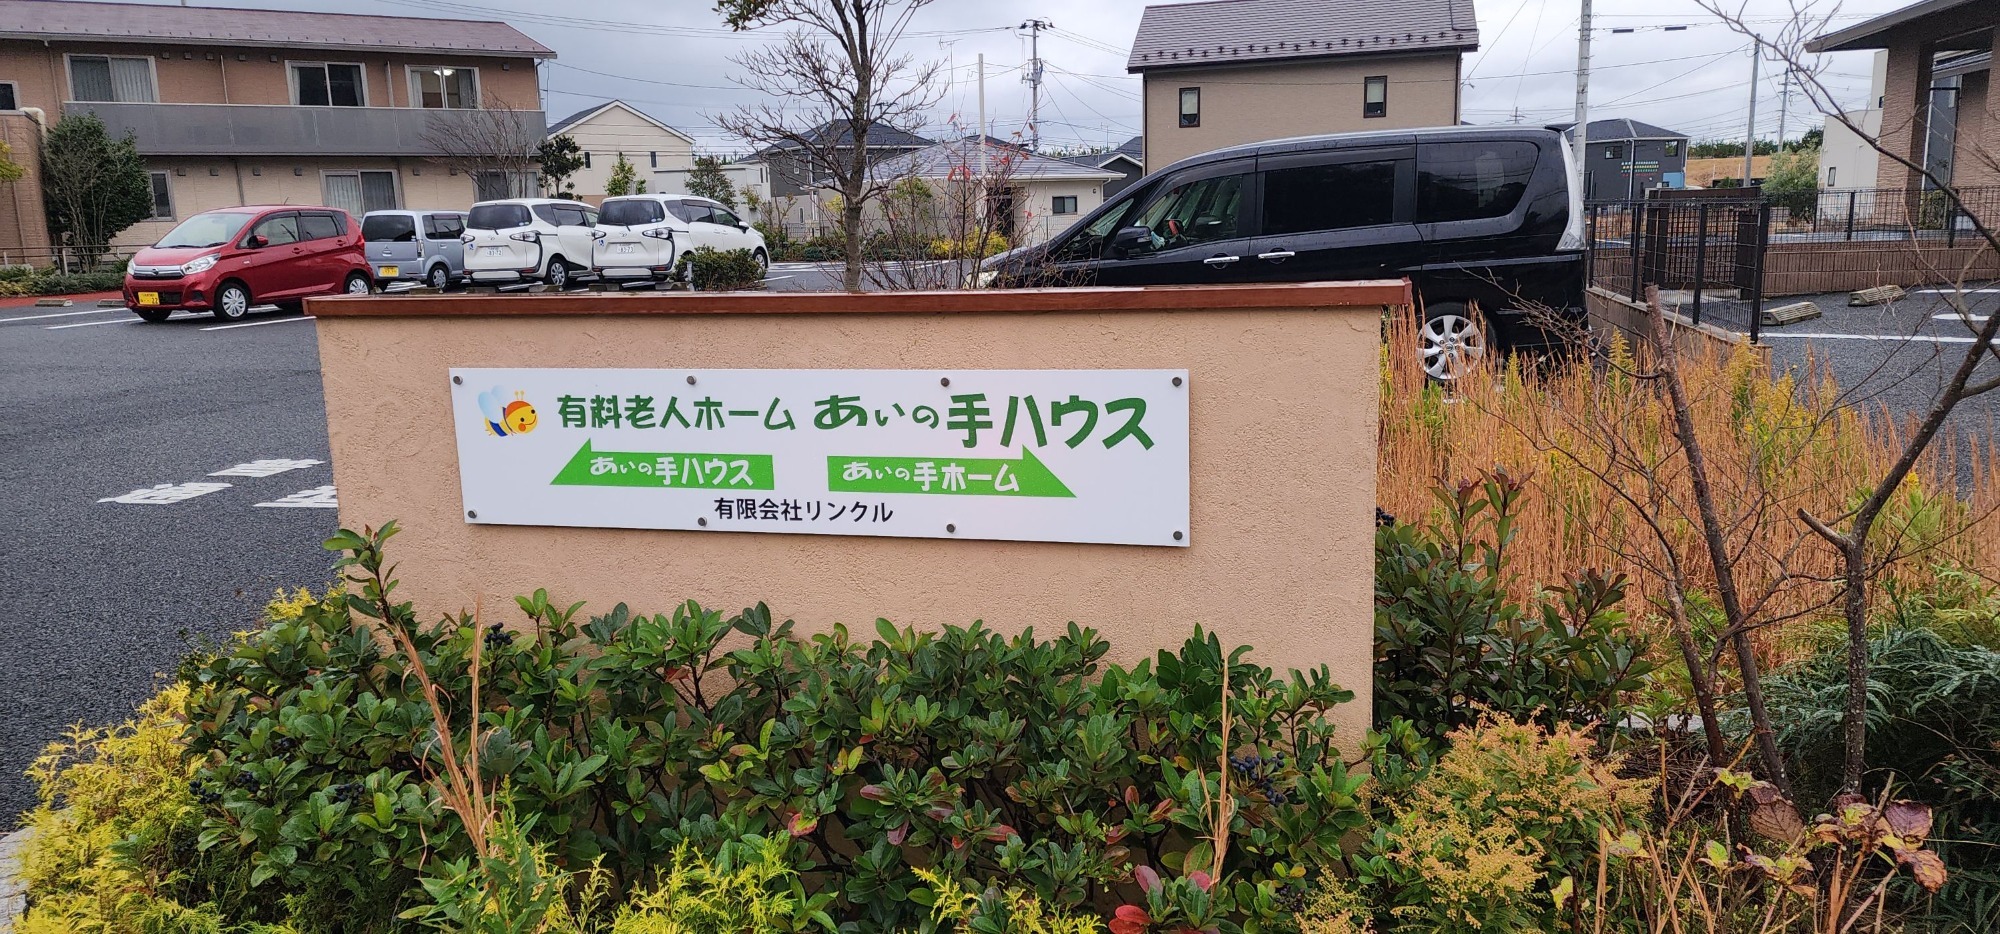 有料老人ホーム あいの手ハウス
あいの手ハウス あいの手ホーム
有限会社リンクル